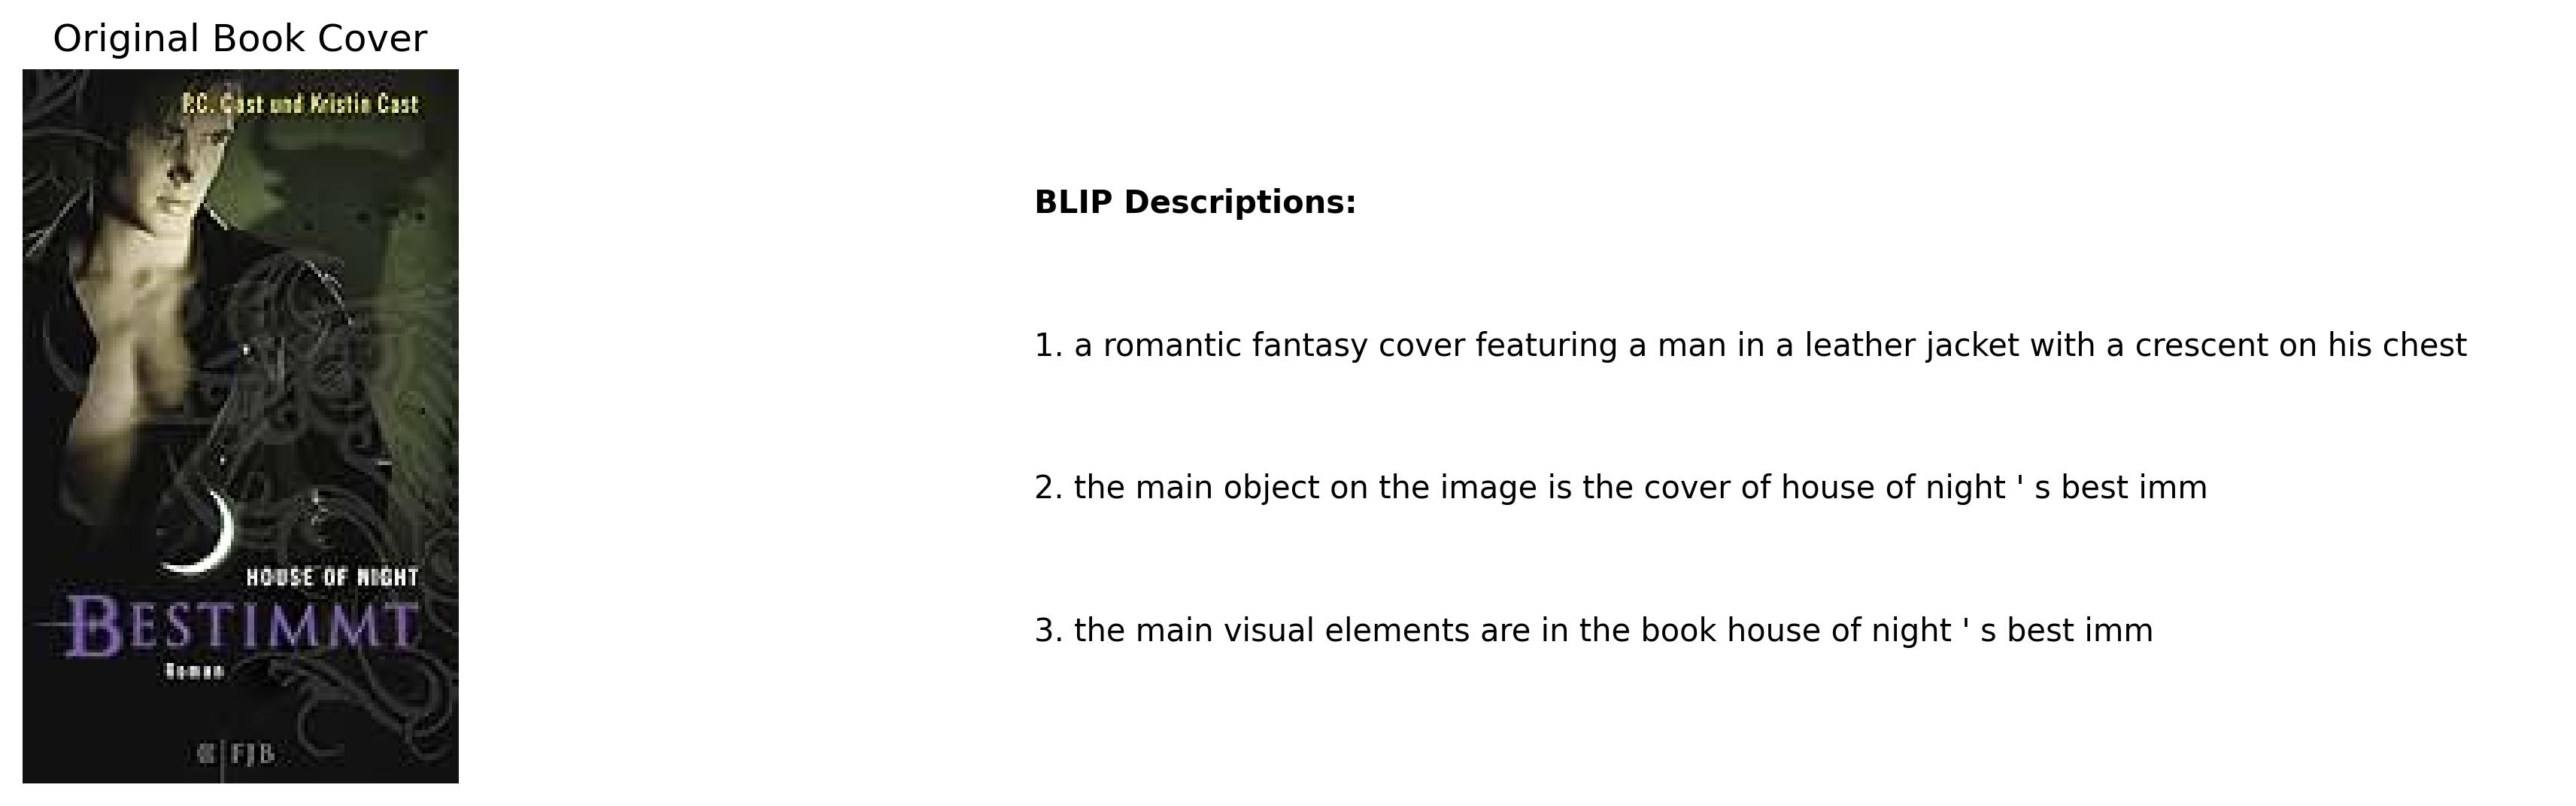 Original Book Cover
P.C. Cast und Kristin Cast
HOUSE OF NIGHT
BESTIMMT
Roman
FJB
BLIP Descriptions:
1. a romantic fantasy cover featuring a man in a leather jacket with a crescent on his chest
2. the main object on the image is the cover of house of night ' s best imm
3. the main visual elements are in the book house of night ' s best imm